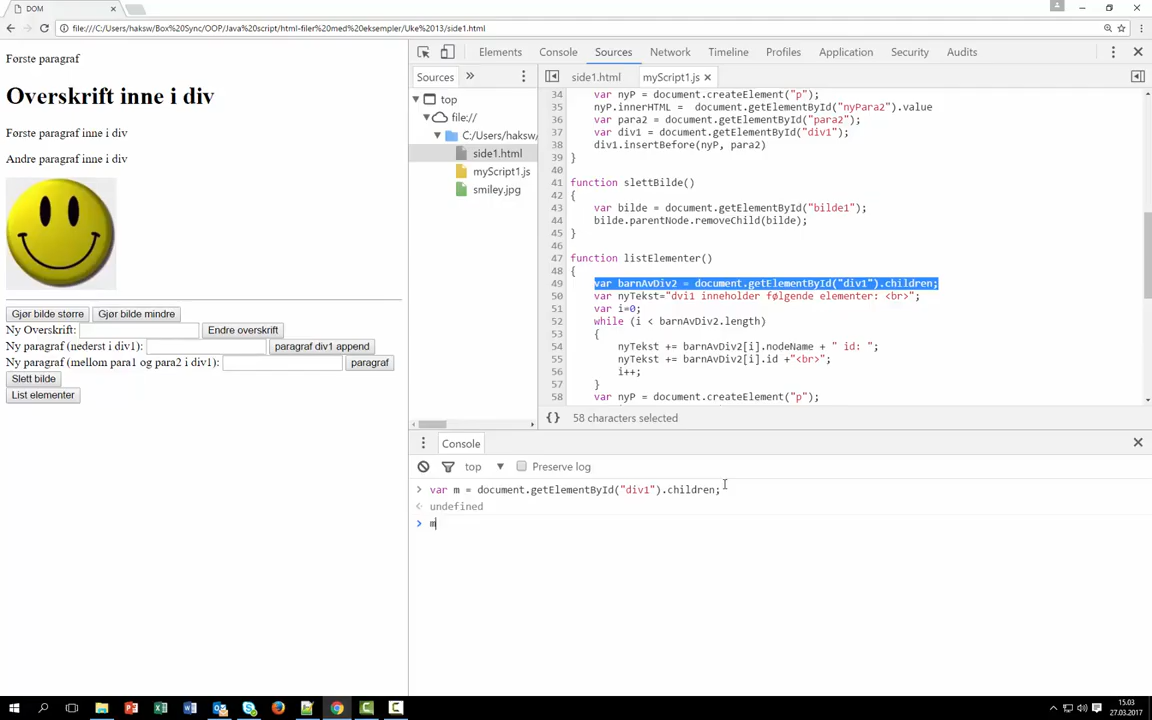 DOM
file:///C:/Users/haksw/Box%20Sync/OOP/Java%20script/html-filer%20med%20eksempler/Uke%2013/side1.html
Første paragraf
Overskrift inne i div
Første paragraf inne i div
Andre paragraf inne i div
Gjør bilde større
Gjør bilde mindre
Ny Overskrift:
Endre overskrift
Ny paragraf (nederst i div1):
paragraf div1 append
Ny paragraf (mellom para1 og para2 i div1):
paragraf
Slett bilde
List elementer
Elements Console Sources Network Timeline Profiles Application Security Audits
Sources »
top
file://
C:/Users/haksw/
side1.html
myScript1.js
smiley.jpg
side1.html myScript1.js
34 var nyP = document.createElement("p");
35 nyP.innerHTML =  document.getElementById("nyPara2").value
36 var para2 = document.getElementById("para2");
37 var div1 = document.getElementById("div1");
38 div1.insertBefore(nyP, para2)
39 }
40
41 function slettBilde()
42 {
43 var bilde = document.getElementById("bilde1");
44 bilde.parentNode.removeChild(bilde);
45 }
46
47 function listElementer()
48 {
49 var barnAvDiv2 = document.getElementById("div1").children;
50 var nyTekst="dvi1 inneholder følgende elementer: <br>";
51 var i=0;
52 while (i < barnAvDiv2.length)
53 {
54 nyTekst += barnAvDiv2[i].nodeName + " id: ";
55 nyTekst += barnAvDiv2[i].id +"<br>";
56 i++;
57 }
58 var nyP = document.createElement("p");
{} 58 characters selected
Console
top Preserve log
> var m = document.getElementById("div1").children;
undefined
> m
15.03
27.03.2017